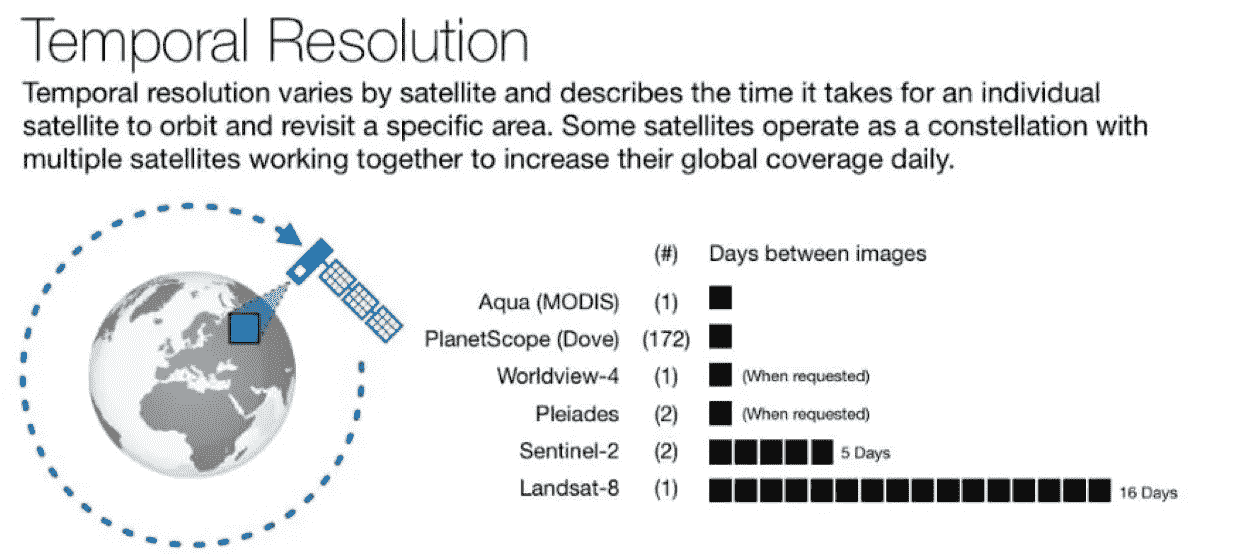 Temporal Resolution
Temporal resolution varies by satellite and describes the time it takes for an individual
satellite to orbit and revisit a specific area. Some satellites operate as a constellation with
multiple satellites working together to increase their global coverage daily.
(#) Days between images
Aqua (MODIS) (1)
PlanetScope (Dove) (172)
Worldview-4 (1) (When requested)
Pleiades (2) (When requested)
Sentinel-2 (2) 5 Days
Landsat-8 (1) 16 Days